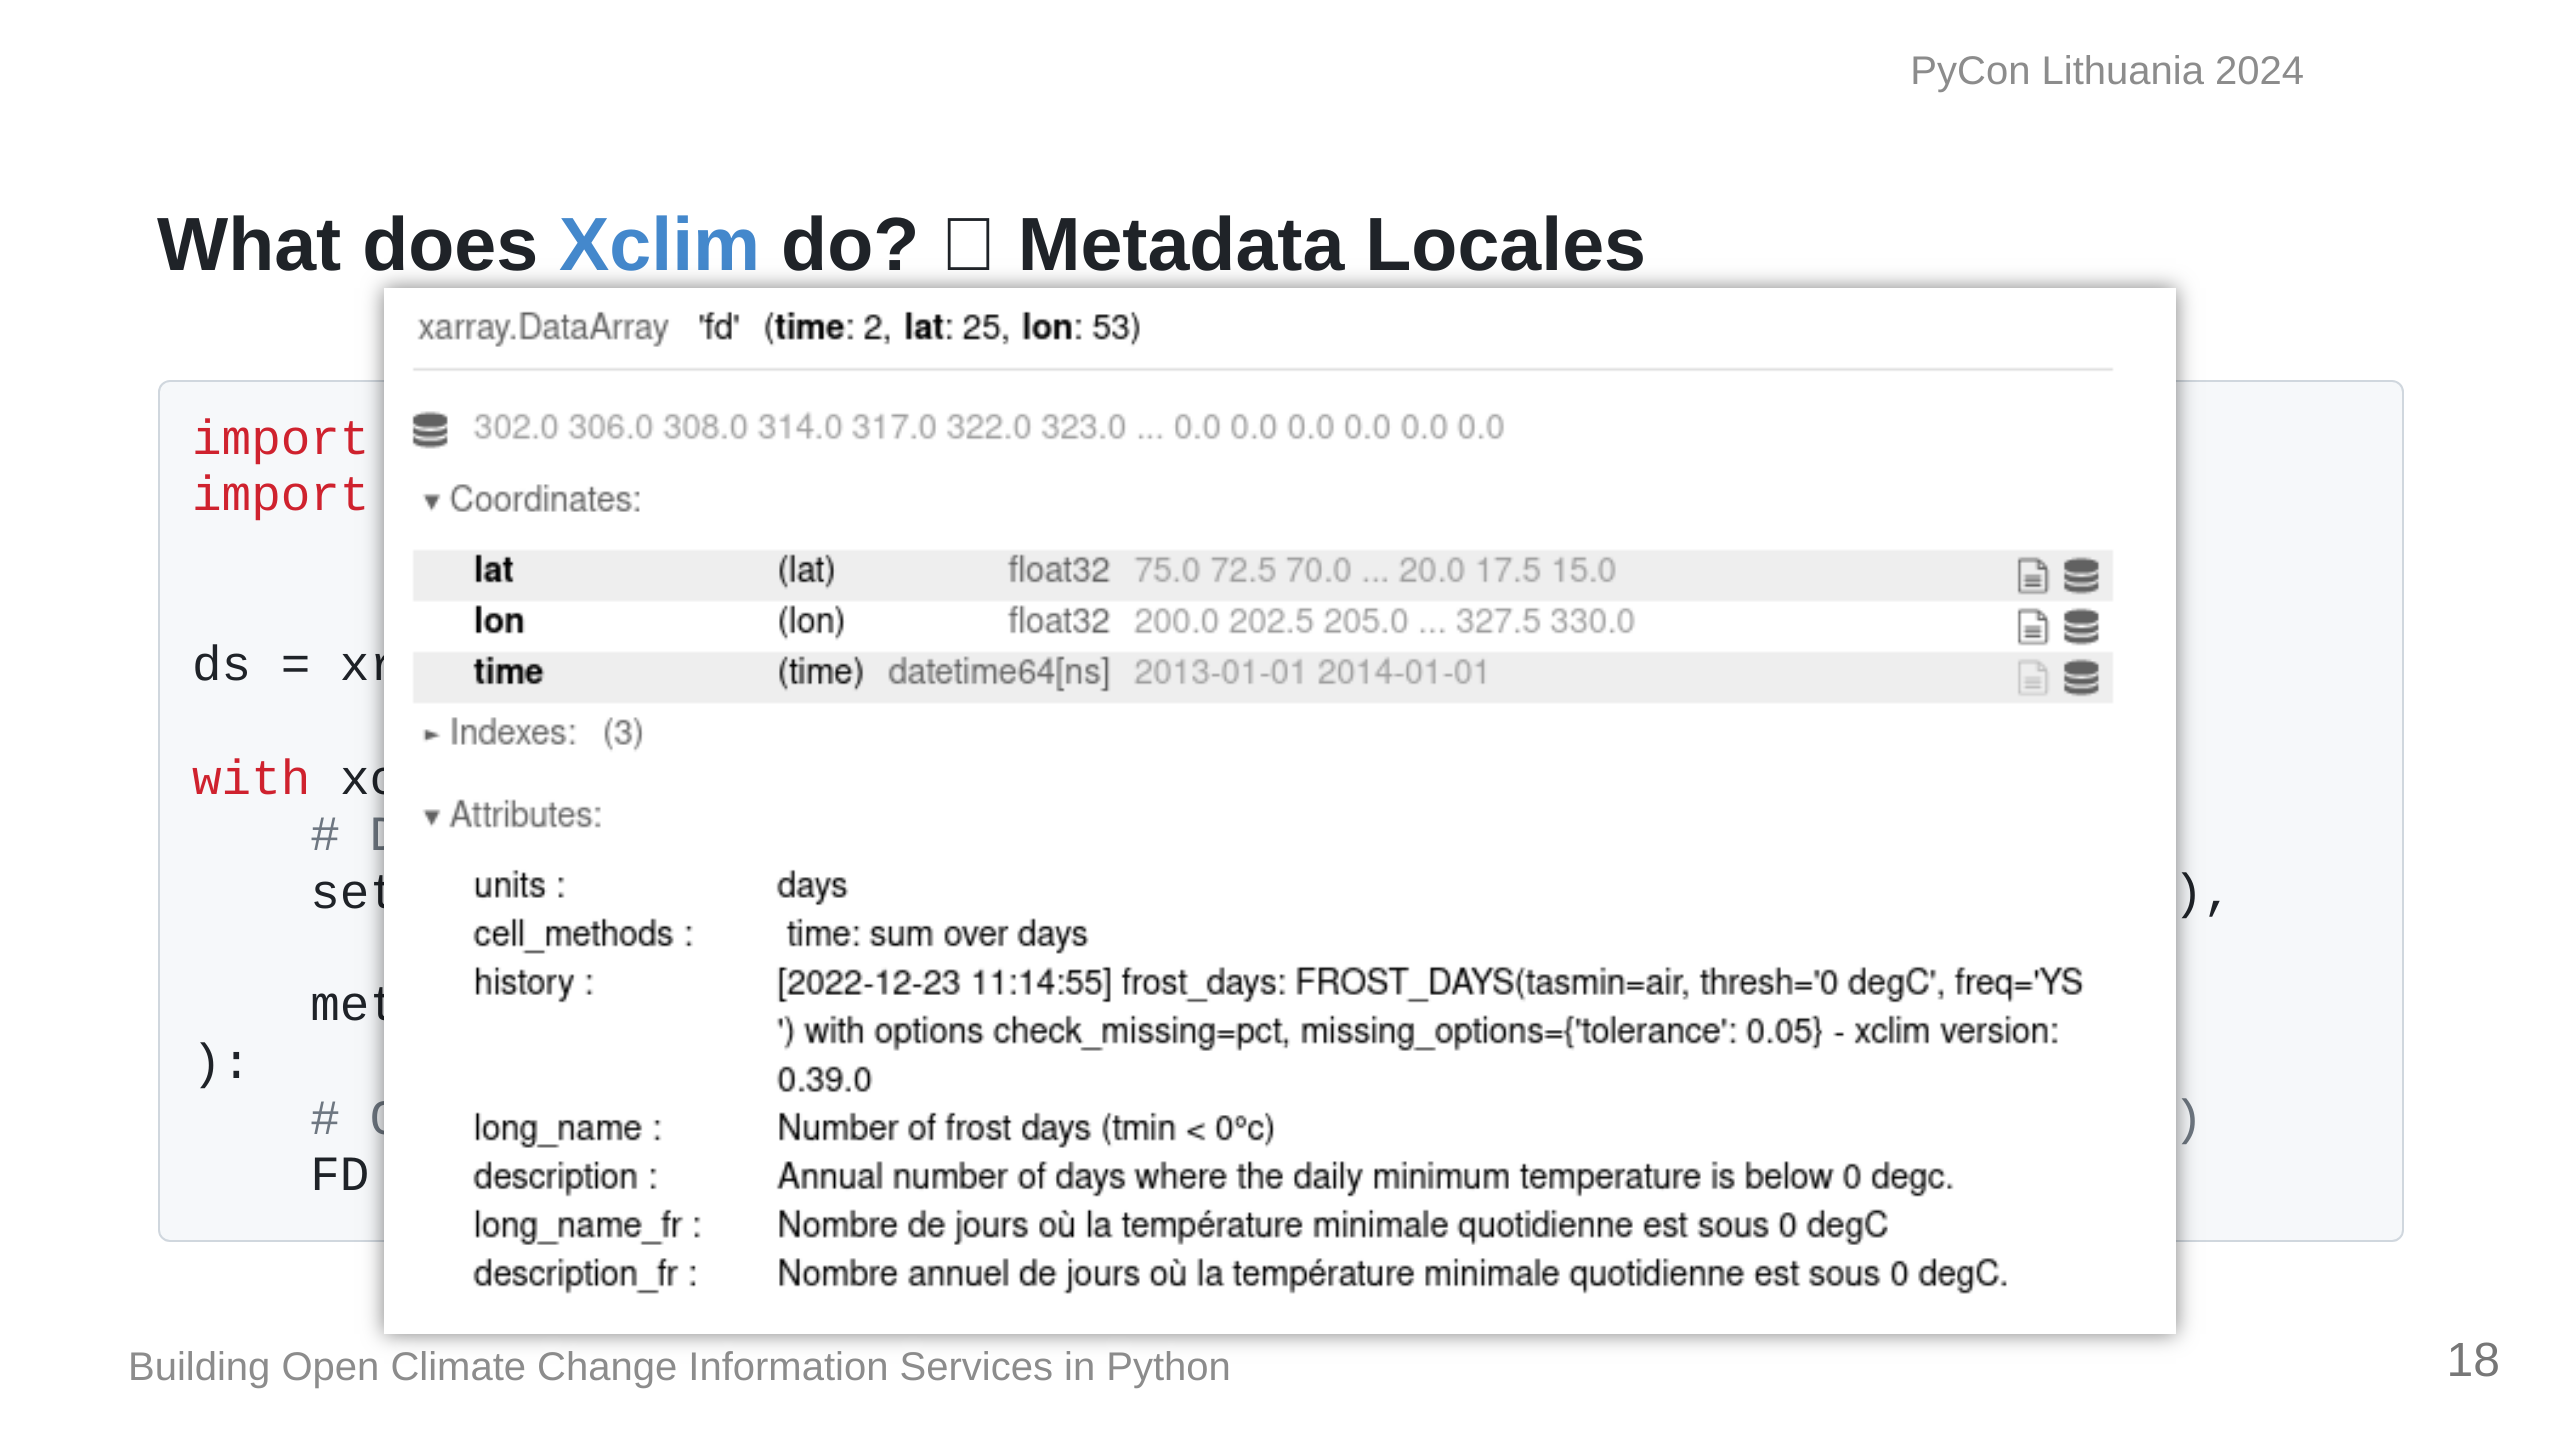 PyCon Lithuania 2024
What does Xclim do? Metadata Locales
xarray.DataArray 'fd' (time: 2, lat: 25, lon: 53)
import
302.0 306.0 308.0 314.0 317.0 322.0 323.0 ... 0.0 0.0 0.0 0.0 0.0 0.0
import
▾ Coordinates:
lat (lat) float32 75.0 72.5 70.0 ... 20.0 17.5 15.0
lon (lon) float32 200.0 202.5 205.0 ... 327.5 330.0
ds = xr
time (time) datetime64[ns] 2013-01-01 2014-01-01
▸ Indexes: (3)
with xc
▾ Attributes:
#
units : days
set ),
cell_methods : time: sum over days
history : [2022-12-23 11:14:55] frost_days: FROST_DAYS(tasmin=air, thresh='0 degC', freq='YS
met
') with options check_missing=pct, missing_options={'tolerance': 0.05} - xclim version:
):
0.39.0
# )
long_name : Number of frost days (tmin < 0°c)
FD
description : Annual number of days where the daily minimum temperature is below 0 degc.
long_name_fr : Nombre de jours où la température minimale quotidienne est sous 0 degC
description_fr : Nombre annuel de jours où la température minimale quotidienne est sous 0 degC.
Building Open Climate Change Information Services in Python
18